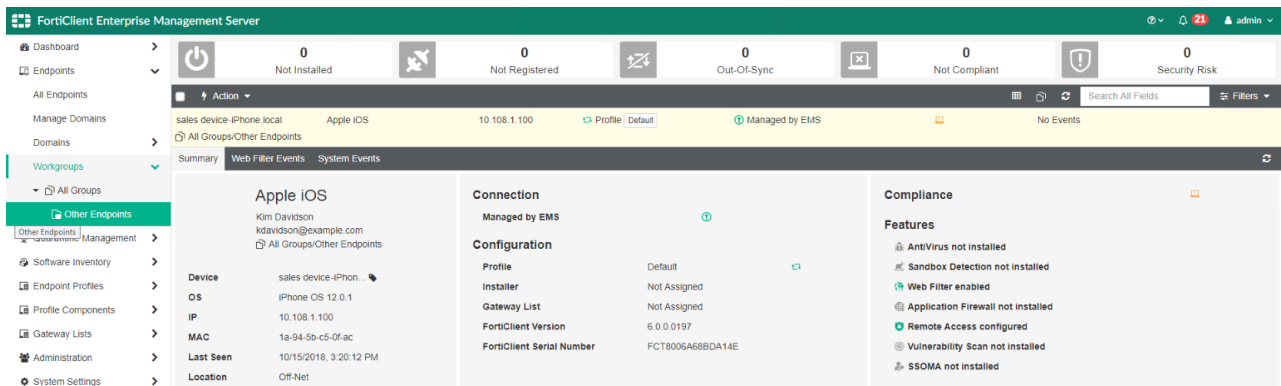 FortiClient Enterprise Management Server
21 admin
Dashboard
Endpoints
All Endpoints
Manage Domains
Domains
Workgroups
All Groups
Other Endpoints
Other Endpoints
Quarantine Management
Software Inventory
Endpoint Profiles
Profile Components
Gateway Lists
Administration
System Settings
0
Not Installed
0
Not Registered
0
Out-Of-Sync
0
Not Compliant
0
Security Risk
Action
Search All Fields
Filters
sales device-iPhone.local Apple iOS 10.108.1.100 Profile Default Managed by EMS No Events
All Groups/Other Endpoints
Summary Web Filter Events System Events
Apple iOS
Kim Davidson
kdavidson@example.com
All Groups/Other Endpoints
Device sales device-iPhon...
OS iPhone OS 12.0.1
IP 10.108.1.100
MAC 1a-94-5b-c5-0f-ac
Last Seen 10/15/2018, 3:20:12 PM
Location Off-Net
Connection
Managed by EMS
Configuration
Profile Default
Installer Not Assigned
Gateway List Not Assigned
FortiClient Version 6.0.0.0197
FortiClient Serial Number FCT8006A68BDA14E
Compliance
Features
AntiVirus not installed
Sandbox Detection not installed
Web Filter enabled
Application Firewall not installed
Remote Access configured
Vulnerability Scan not installed
SSOMA not installed